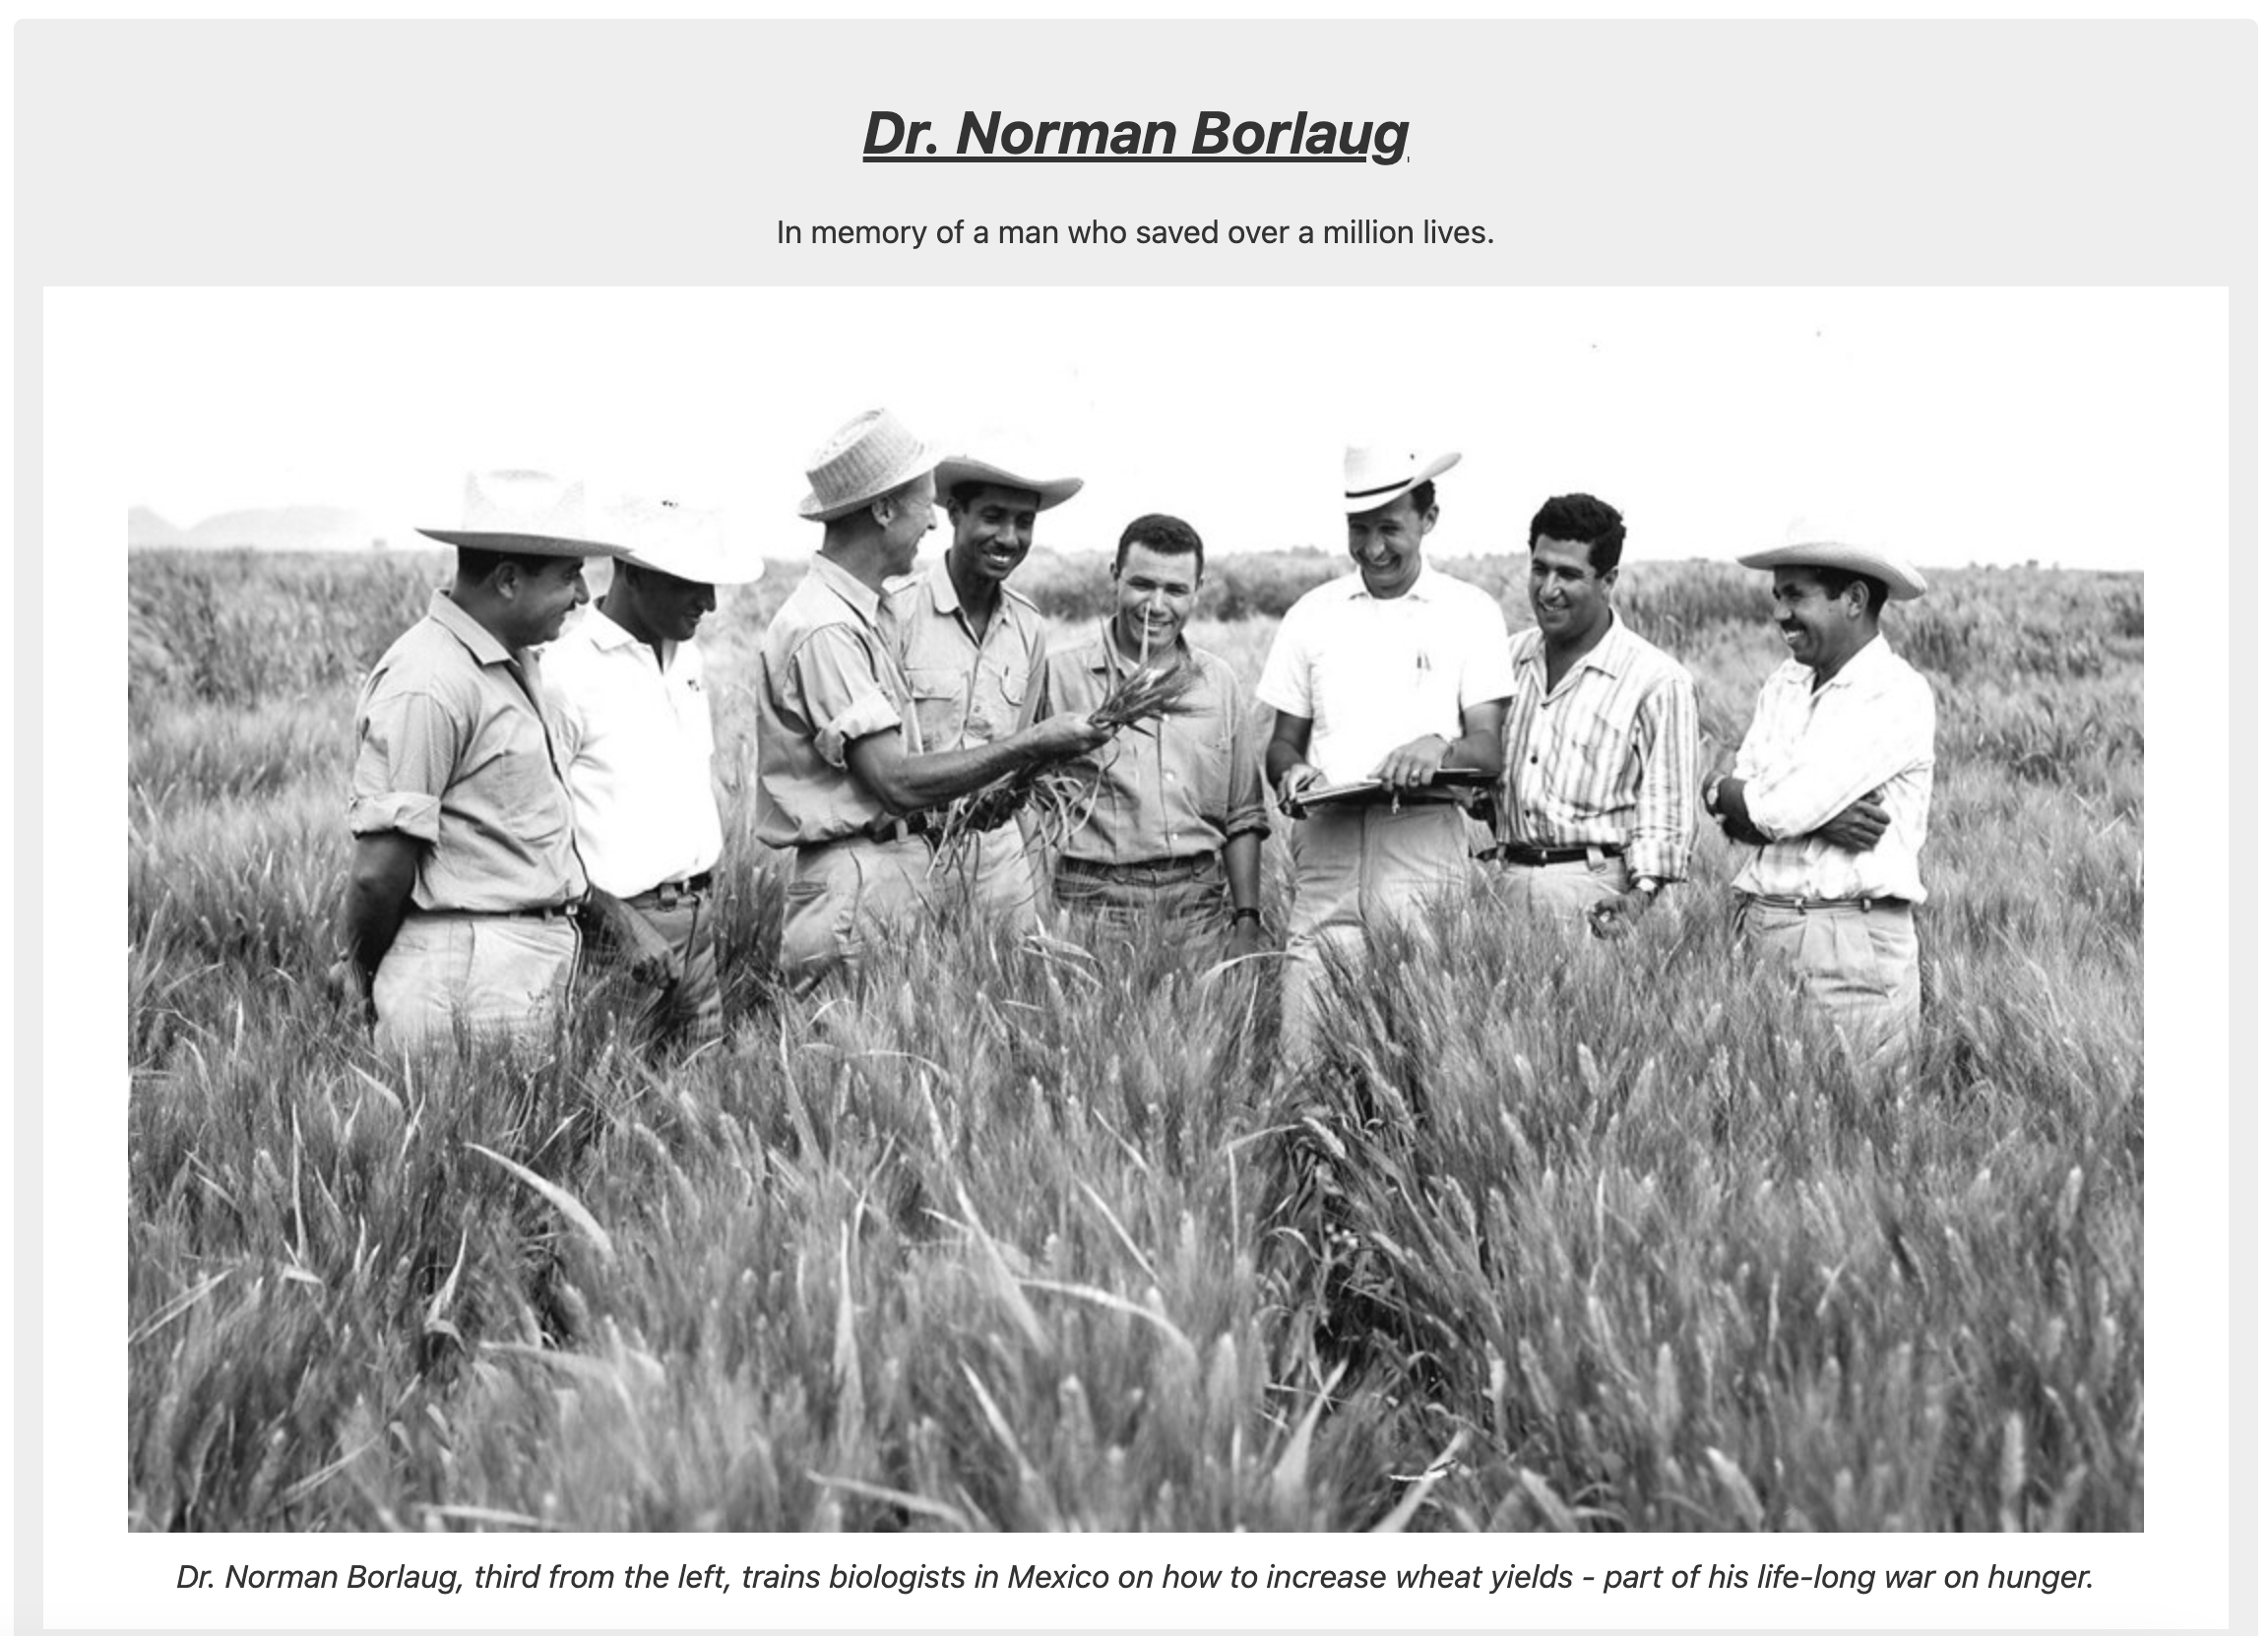 Dr. Norman Borlaug
In memory of a man who saved over a million lives.
Dr. Norman Borlaug, third from the left, trains biologists in Mexico on how to increase wheat yields - part of his life-long war on hunger.